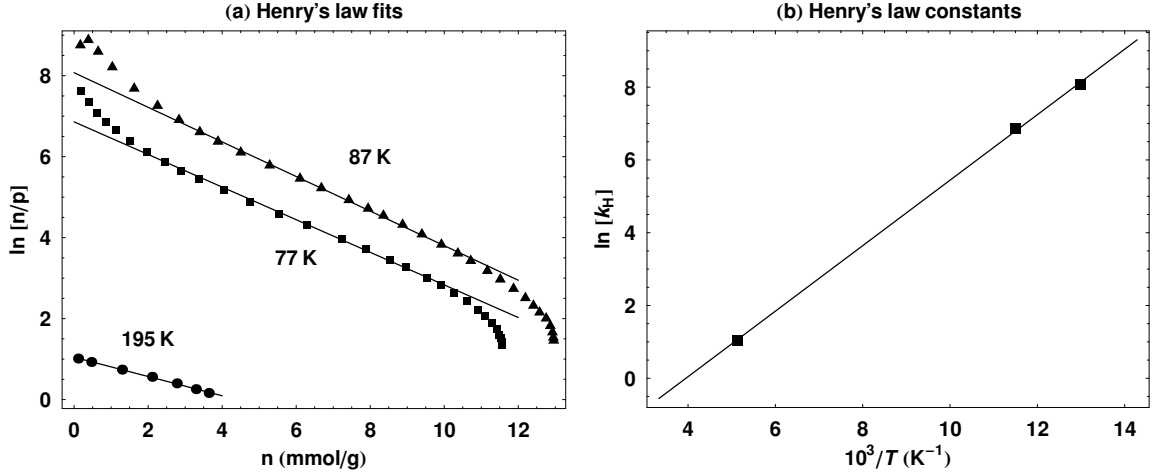 (a) Henry's law fits
ln [n/p]
8
6
4
2
0
87 K
77 K
195 K
0 2 4 6 8 10 12
n (mmol/g)
(b) Henry's law constants
ln [k_H]
8
6
4
2
0
4 6 8 10 12 14
10³/T (K⁻¹)